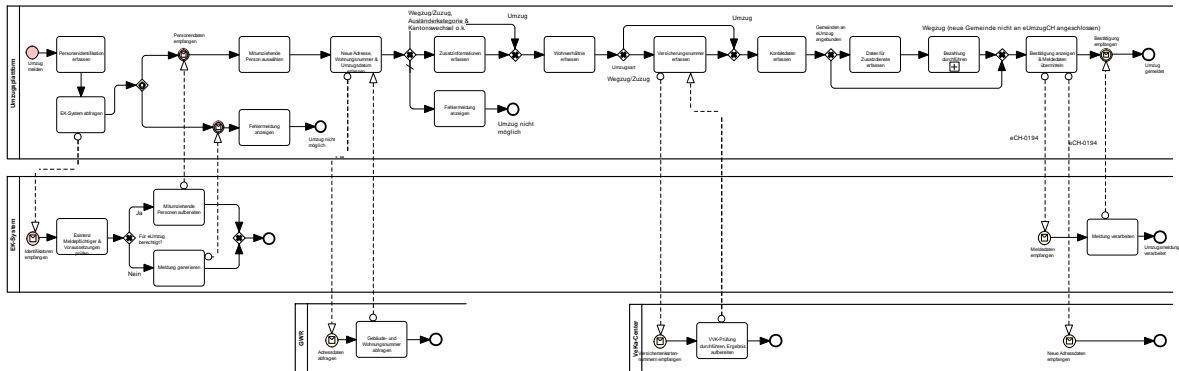 Umzugsplattform
Umzug
melden
Personenidentifikation
erfassen
EK-System abfragen
Personendaten
empfangen
Mitumziehende
Person auswählen
Fehlermeldung
anzeigen
Umzug nicht
möglich
Neue Adresse,
Wohnungsnummer &
Umzugsdatum
Wegzug/Zuzug,
Ausländerkategorie &
Kantonswechsel o.k.
Zusatzinformationen
erfassen
Fehlermeldung
anzeigen
Umzug nicht
möglich
Umzug
Wohnverhältnis
erfassen
Umzugsart
Wegzug/Zuzug
Umzug
Versicherungsnummer
erfassen
Kontaktdaten
erfassen
Gemeinden an
eUmzug
angebunden
Daten für
Zusatzdienste
erfassen
Wegzug (neue Gemeinde nicht an eUmzugCH angeschlossen)
Bezahlung
durchführen
Bestätigung anzeigen
& Meldedaten
übermitteln
Bestätigung
empfangen
Umzug
gemeldet
eCH-0194
eCH-0194
EK-System
Identifikatoren
empfangen
Existenz
Meldepflichtiger &
Voraussetzungen
prüfen
Ja
Für eUmzug
berechtigt?
Nein
Mitumziehende
Personen aufbereiten
Meldung generieren
Meldedaten
empfangen
Meldung verarbeiten
Umzugsmeldung
verarbeitet
GWR
Adressdaten
abfragen
Gebäude- und
Wohnungsnummer
abfragen
VeKa-Center
Versichertenkarten-
nummern empfangen
VVK-Prüfung
durchführen, Ergebnis
aufbereiten
Neue Adressdaten
empfangen